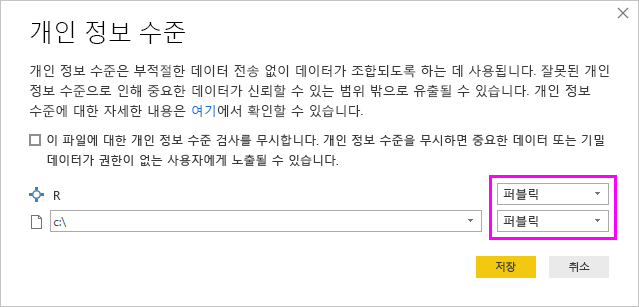 개인 정보 수준
개인 정보 수준은 부적절한 데이터 전송 없이 데이터가 조합되도록 하는 데 사용됩니다. 잘못된 개인
정보 수준으로 인해 중요한 데이터가 신뢰할 수 있는 범위 밖으로 유출될 수 있습니다. 개인 정보
수준에 대한 자세한 내용은 여기에서 확인할 수 있습니다.
이 파일에 대한 개인 정보 수준 검사를 무시합니다. 개인 정보 수준을 무시하면 중요한 데이터 또는 기밀
데이터가 권한이 없는 사용자에게 노출될 수 있습니다.
R 퍼블릭
c:\ 퍼블릭
저장 취소